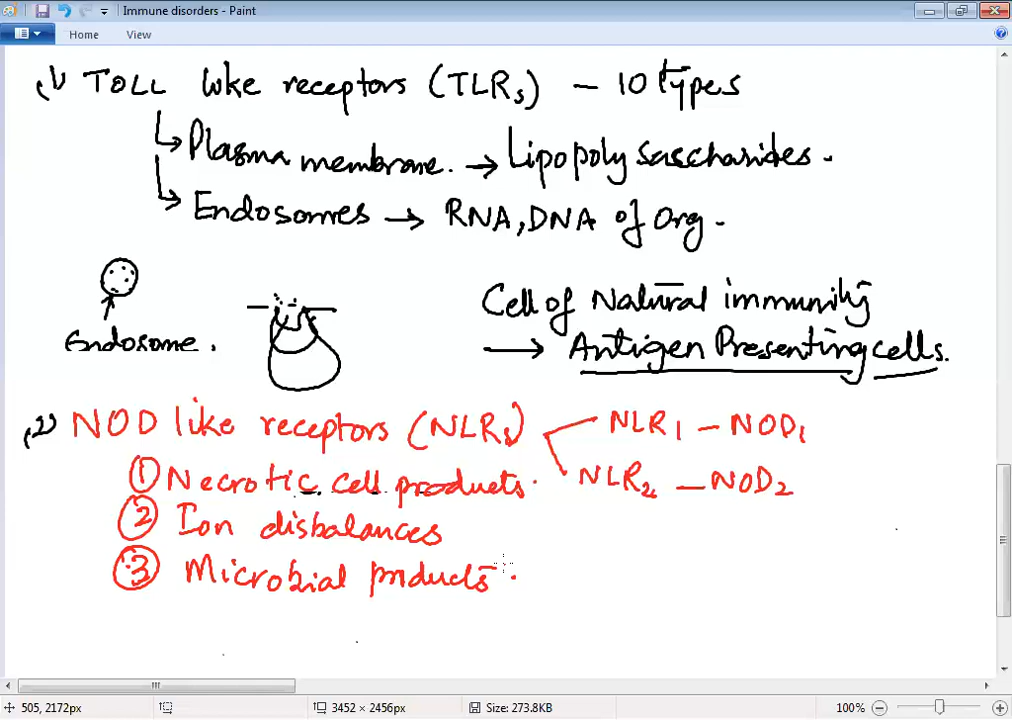 Immune disorders - Paint
Home View
(1) TOLL like receptors (TLRs) - 10 types
Plasma membrane. → Lipopoly saccharides.
Endosomes → RNA, DNA of Org.
Endosome.
Cell of Natural immunity
→ Antigen Presenting cells.
(2) NOD like receptors (NLRs) NLR1 - NOD1
NLR2 - NOD2
① Necrotic cell products.
② Ion disbalances
③ Microbial products.
505, 2172px 3452 × 2456px Size: 273.8KB 100%